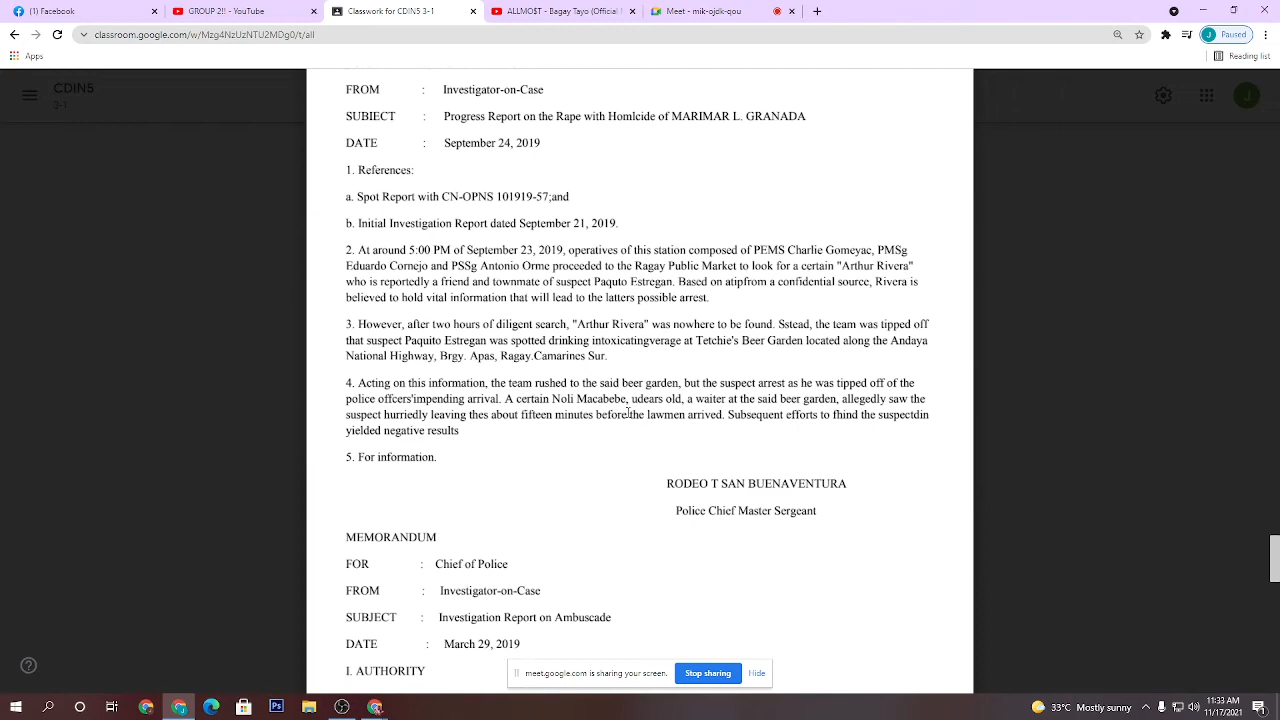 Facebook
GROUP 2!! - YouTube
Classwork for CDIN5 3-1
ALLMO$T - Bagay Tayo (Official
Meet - mik-ojdk-qou
classroom.google.com/w/Mzg4NzUzNTU2MDg0/t/all
Paused
Apps
Reading list
CDIN5
3-1
FROM : Investigator-on-Case
SUBIECT : Progress Report on the Rape with Homlcide of MARIMAR L. GRANADA
DATE : September 24, 2019
1. References:
a. Spot Report with CN-OPNS 101919-57;and
b. Initial Investigation Report dated September 21, 2019.
2. At around 5:00 PM of September 23, 2019, operatives of this station composed of PEMS Charlie Gomeyac, PMSg
Eduardo Cornejo and PSSg Antonio Orme proceeded to the Ragay Public Market to look for a certain "Arthur Rivera"
who is reportedly a friend and townmate of suspect Paquto Estregan. Based on atipfrom a confidential source, Rivera is
believed to hold vital information that will lead to the latters possible arrest.
3. However, after two hours of diligent search, "Arthur Rivera" was nowhere to be found. Sstead, the team was tipped off
that suspect Paquito Estregan was spotted drinking intoxicatingverage at Tetchie's Beer Garden located along the Andaya
National Highway, Brgy. Apas, Ragay.Camarines Sur.
4. Acting on this information, the team rushed to the said beer garden, but the suspect arrest as he was tipped off of the
police offcers'impending arrival. A certain Noli Macabebe, udears old, a waiter at the said beer garden, allegedly saw the
suspect hurriedly leaving thes about fifteen minutes before the lawmen arrived. Subsequent efforts to fhind the suspectdin
yielded negative results
5. For information.
RODEO T SAN BUENAVENTURA
Police Chief Master Sergeant
MEMORANDUM
FOR : Chief of Police
FROM : Investigator-on-Case
SUBJECT : Investigation Report on Ambuscade
DATE : March 29, 2019
I. AUTHORITY
meet.google.com is sharing your screen.
Stop sharing
Hide
33°C Mostly sunny
11:33 AM
11/17/2021